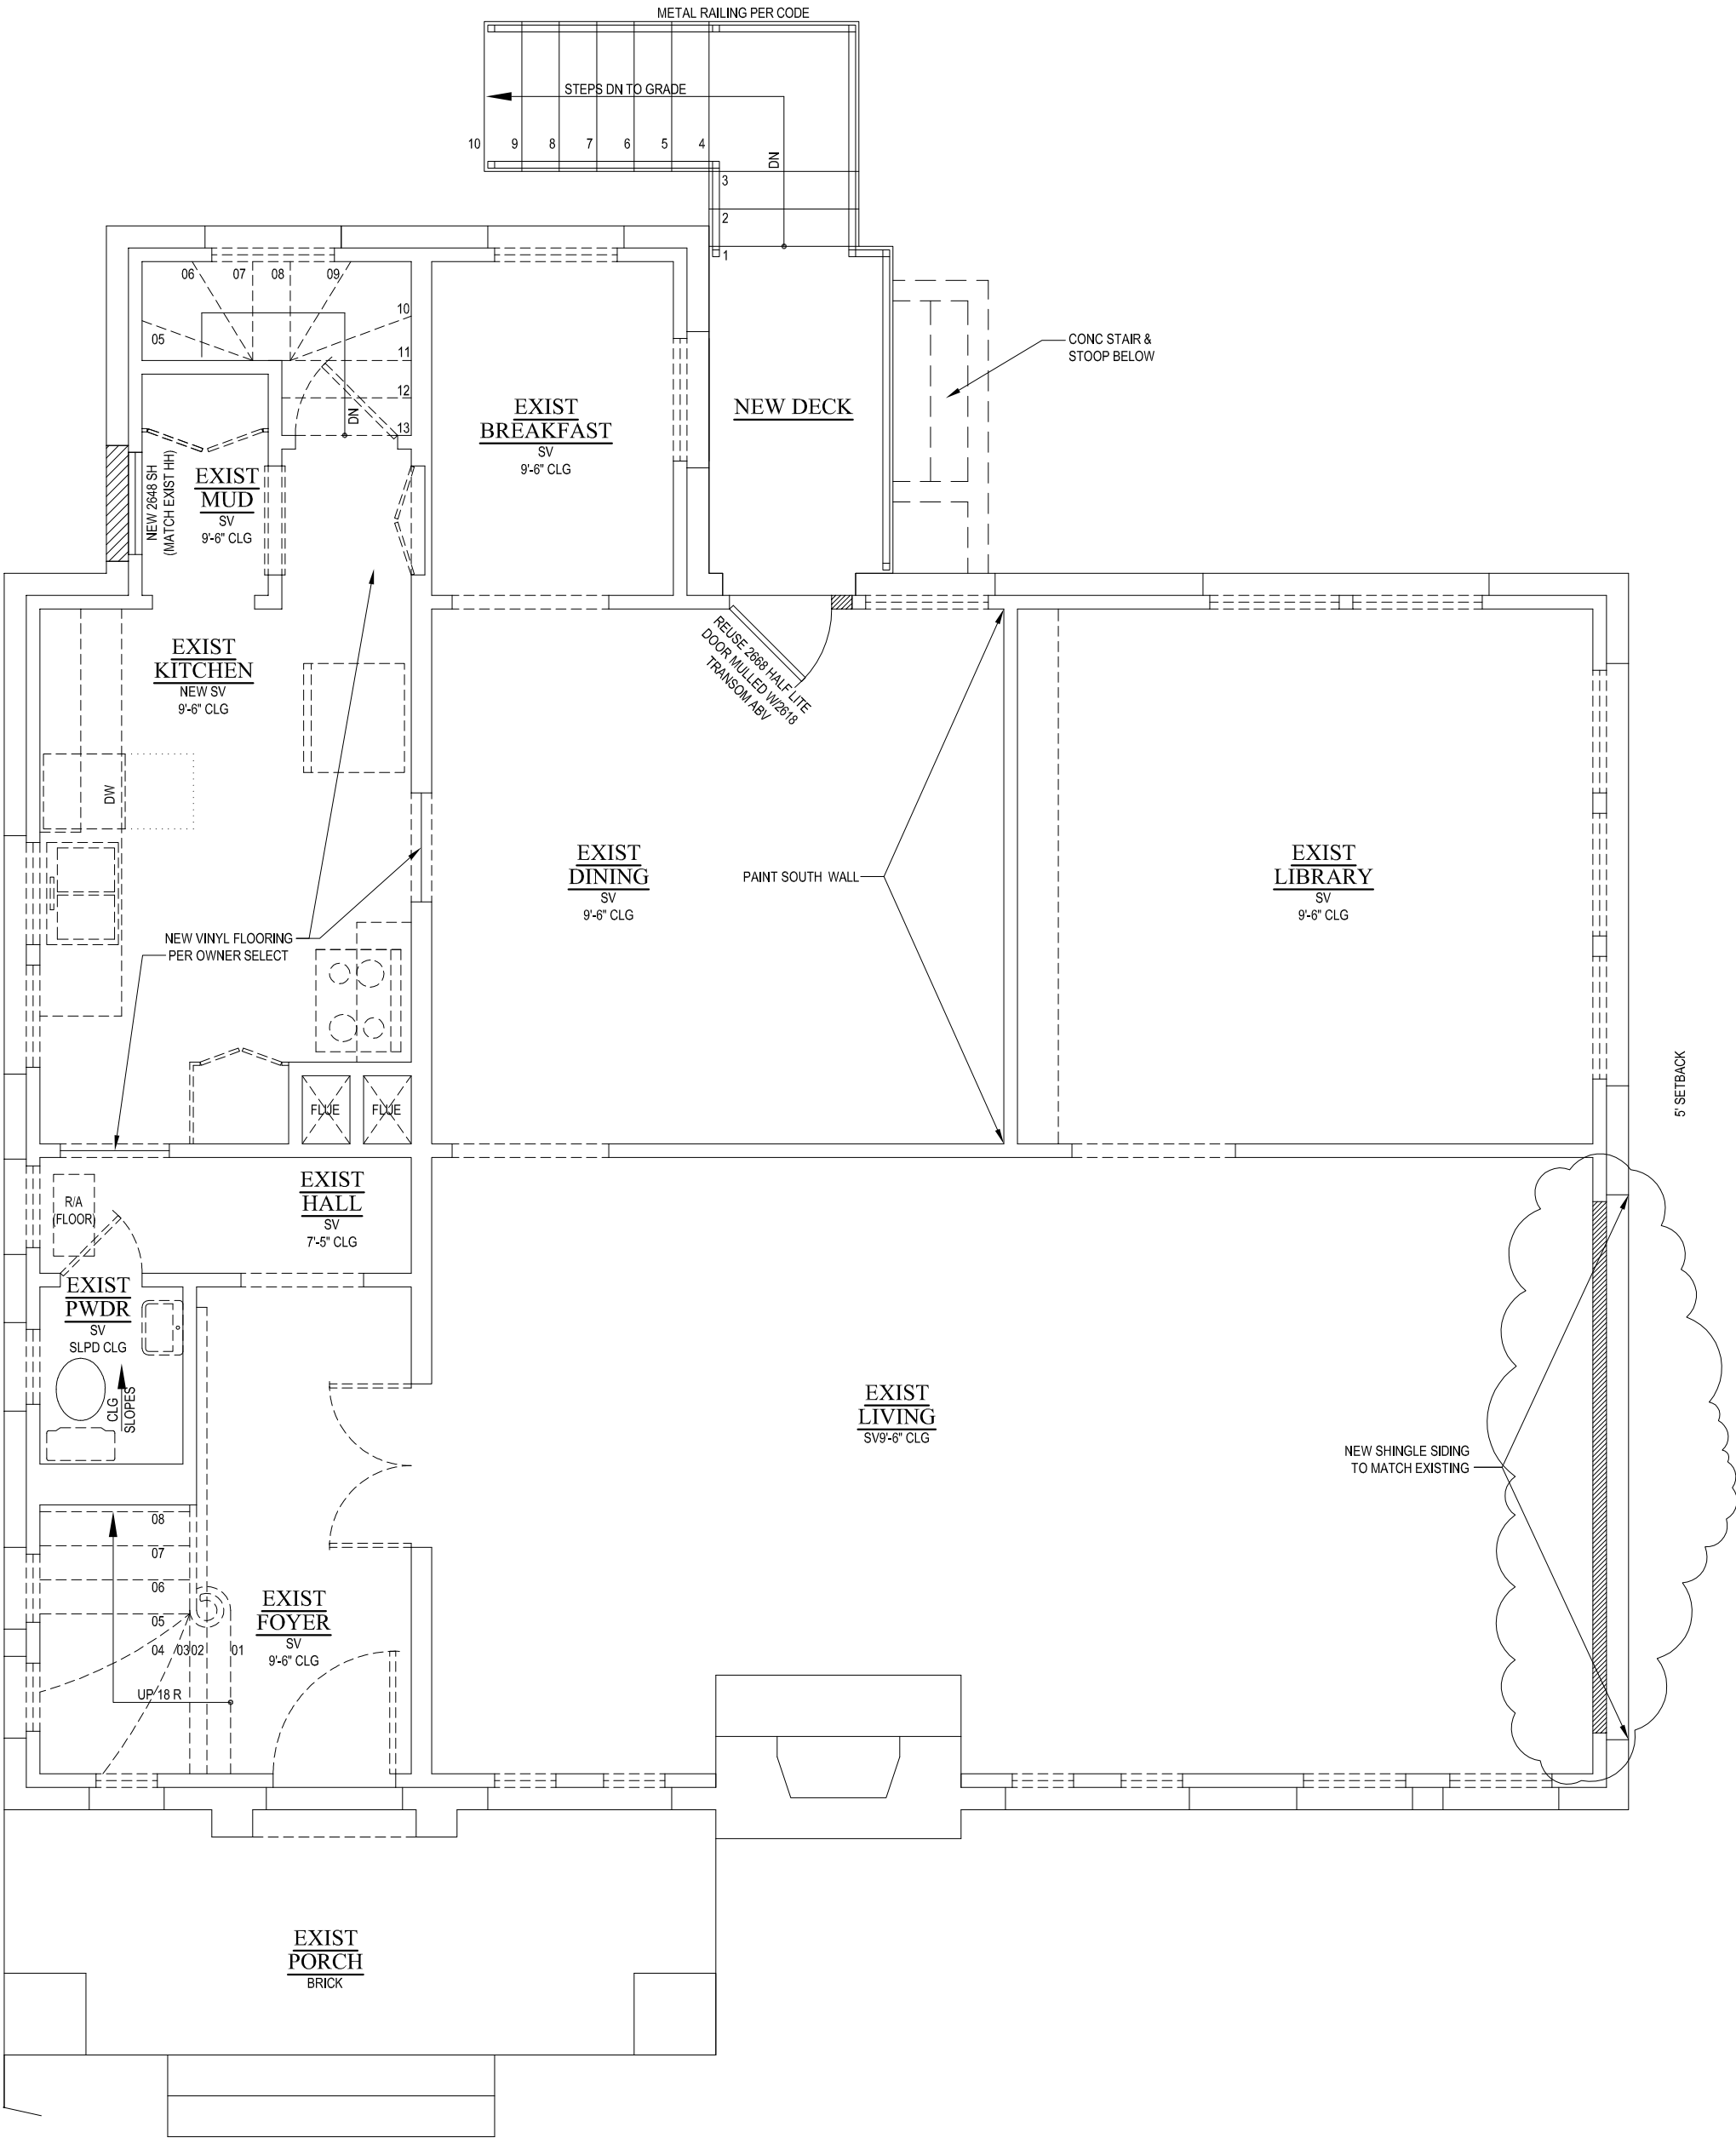 METAL RAILING PER CODE
STEPS DN TO GRADE
10
9
8
7
6
5
4
DN
3
2
1
06
07
08
09
10
05
11
12
13
DN
CONC STAIR &
STOOP BELOW
EXIST
BREAKFAST
SV
9'-6" CLG
NEW DECK
EXIST
MUD
SV
9'-6" CLG
NEW 2648 SH
(MATCH EXIST HH)
EXIST
KITCHEN
NEW SV
9'-6" CLG
REUSE 2668 HALF LITE
DOOR MULLED W/2618
TRANSOM ABV
DW
EXIST
DINING
SV
9'-6" CLG
PAINT SOUTH WALL
EXIST
LIBRARY
SV
9'-6" CLG
NEW VINYL FLOORING
PER OWNER SELECT
FLUE
FLUE
5' SETBACK
EXIST
HALL
SV
7'-5" CLG
R/A
(FLOOR)
EXIST
PWDR
SV
SLPD CLG
CLG
SLOPES
EXIST
LIVING
SV9'-6" CLG
NEW SHINGLE SIDING
TO MATCH EXISTING
08
07
06
05
04
03
02
01
UP 18 R
EXIST
FOYER
SV
9'-6" CLG
EXIST
PORCH
BRICK